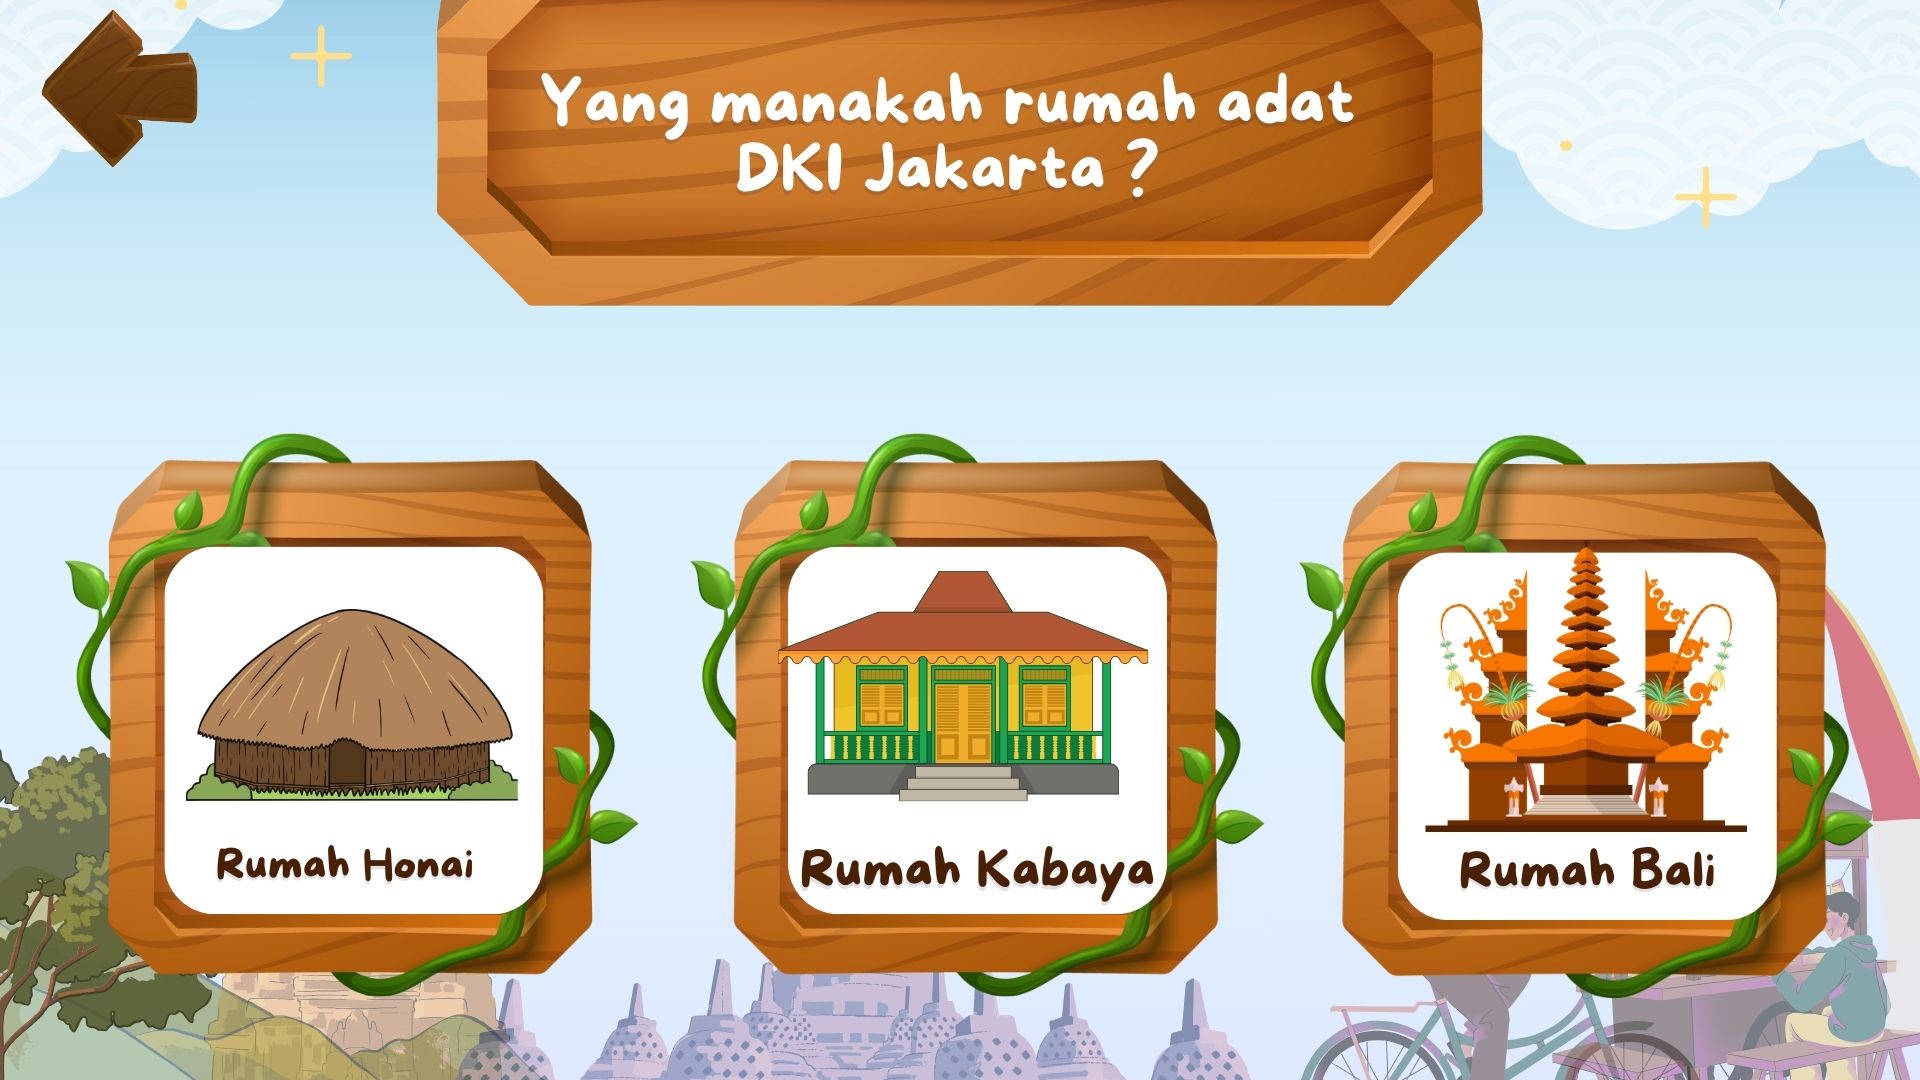 Yang manakah rumah adat
DKI Jakarta ?
Rumah Honai
Rumah Kabaya
Rumah Bali